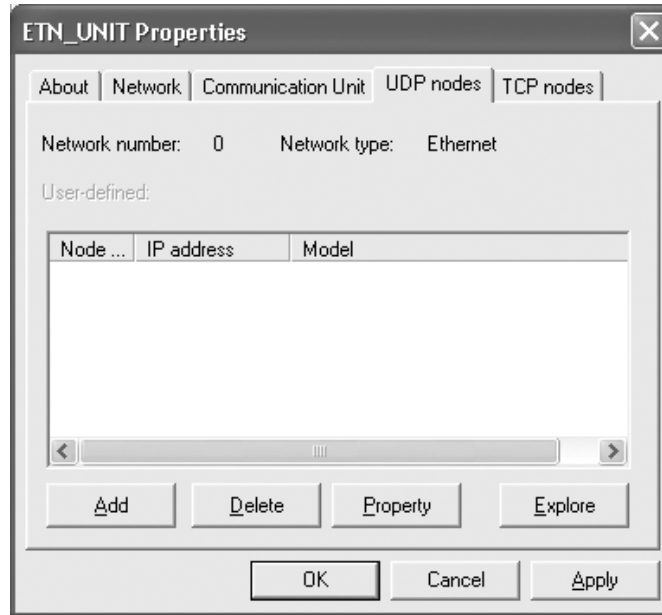 ETN_UNIT Properties
About Network Communication Unit UDP nodes TCP nodes
Network number: 0 Network type: Ethernet
User-defined:
Node ... IP address Model
Add Delete Property Explore
OK Cancel Apply